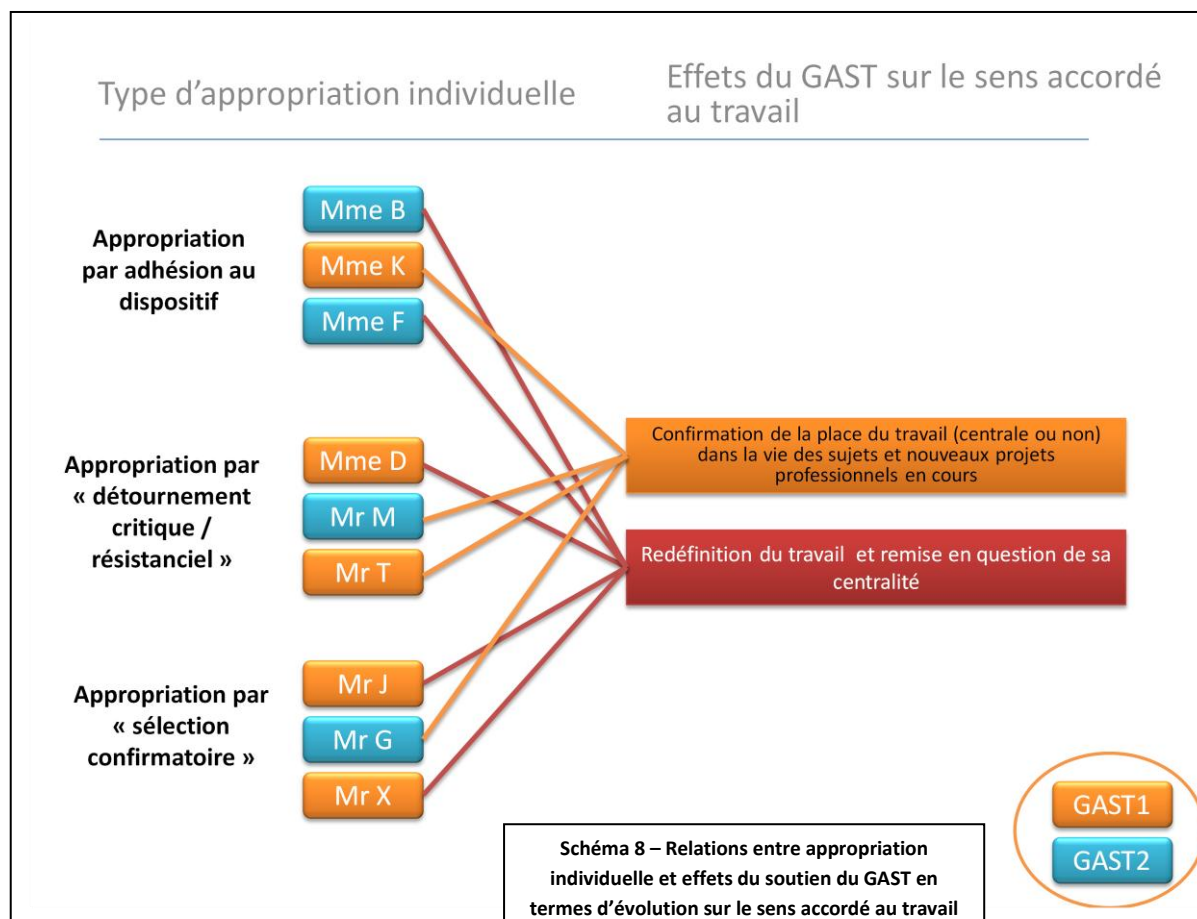 Type d'appropriation individuelle
Effets du GAST sur le sens accordé
au travail
Appropriation
par adhésion au
dispositif
Mme B
Mme K
Mme F
Appropriation par
« détournement
critique /
résistanciel »
Mme D
Mr M
Mr T
Appropriation par
« sélection
confirmatoire »
Mr J
Mr G
Mr X
Confirmation de la place du travail (centrale ou non)
dans la vie des sujets et nouveaux projets
professionnels en cours
Redéfinition du travail et remise en question de sa
centralité
GAST1
GAST2
Schéma 8 – Relations entre appropriation
individuelle et effets du soutien du GAST en
termes d'évolution sur le sens accordé au travail